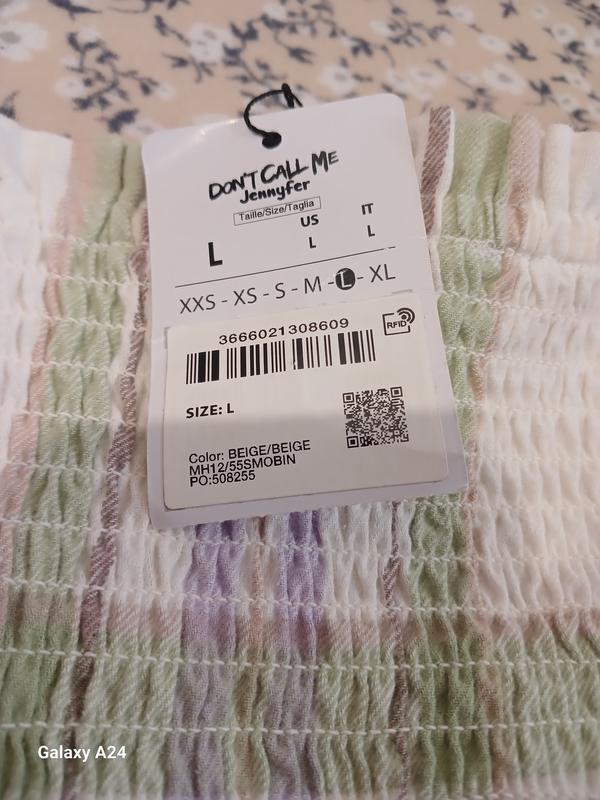 DON'T CALL ME
Jennyfer
Taille/Size/Taglia
L
US
L
IT
L
XXS - XS - S - M - L - XL
3666021308609
RFID
SIZE: L
Color: BEIGE/BEIGE
MH12/55SMOBIN
PO:508255
Galaxy A24